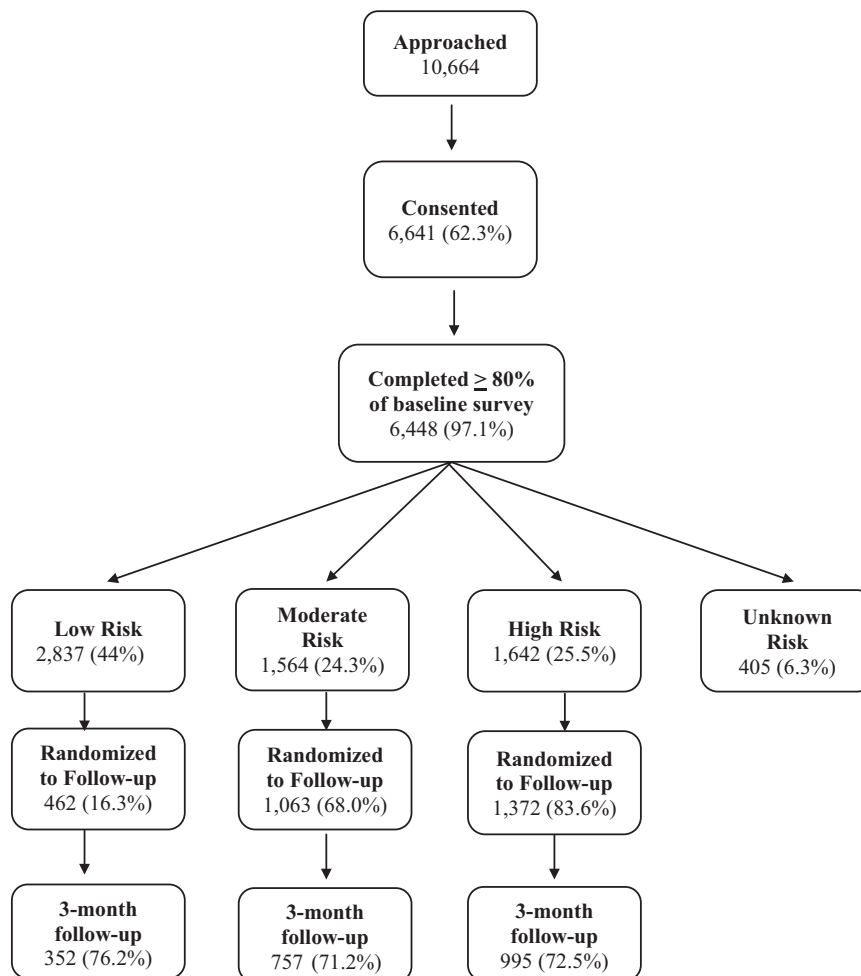 Approached
10,664
Consented
6,641 (62.3%)
Completed ≥ 80%
of baseline survey
6,448 (97.1%)
Low Risk
2,837 (44%)
Moderate
Risk
1,564 (24.3%)
High Risk
1,642 (25.5%)
Unknown
Risk
405 (6.3%)
Randomized
to Follow-up
462 (16.3%)
Randomized
to Follow-up
1,063 (68.0%)
Randomized
to Follow-up
1,372 (83.6%)
3-month
follow-up
352 (76.2%)
3-month
follow-up
757 (71.2%)
3-month
follow-up
995 (72.5%)